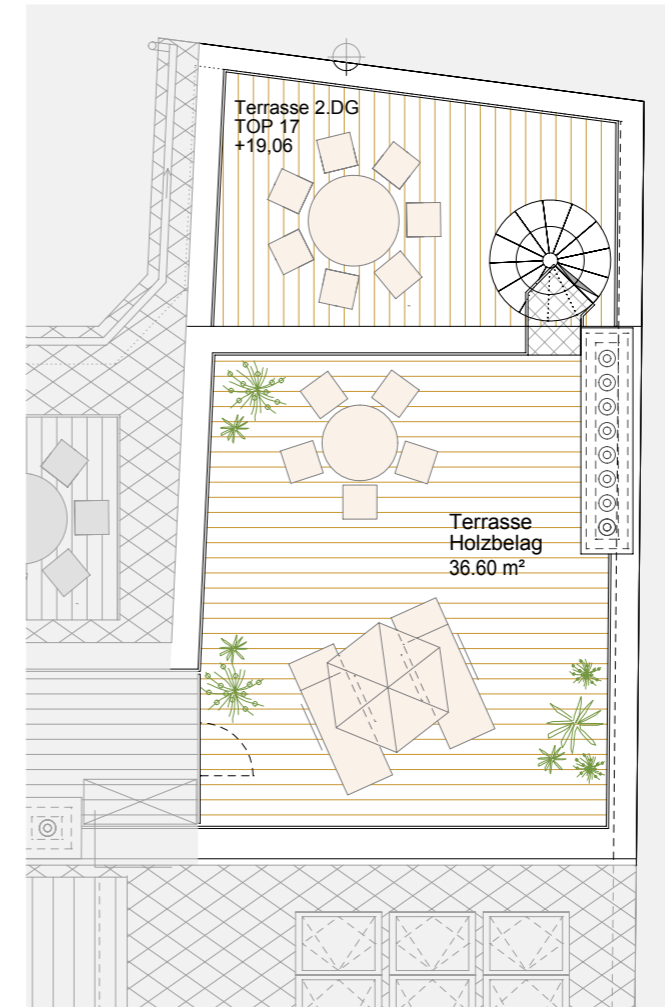 Terrasse 2.DG
TOP 17
+19,06
Terrasse
Holzbelag
36.60 m²